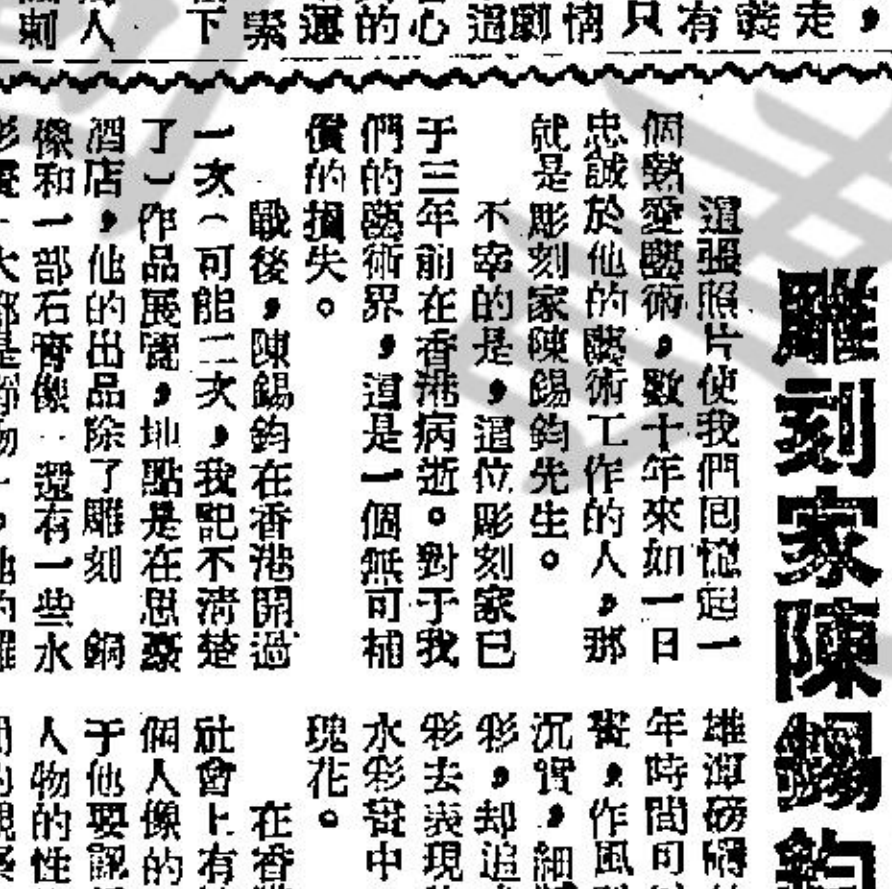 雕刻家陳錫鈞
這張照片使我們回憶起一
個熱愛藝術，數十年來如一日
忠誠於他的藝術工作的人，那
就是彫刻家陳錫鈞先生。
不幸的是，這位彫刻家已
于三年前在香港病逝。對于我
們的藝術界，這是一個無可補
償的損失。
戰後，陳錫鈞在香港開過
一次（可能二次，我記不清楚
了）作品展覽，地點是在思豪
酒店，他的出品除了雕刻 銅
像和一部石膏像‥還有一些水
雄渾磅礴
年時間可
作風
沉實，細
彩，却追
彩去表現
水彩畫中
瑰花。
在香
社會上有
個人像的
于他要
人物的性
走，
義
有
只
情
劇
這
心
的
還
緊
下
人
刺